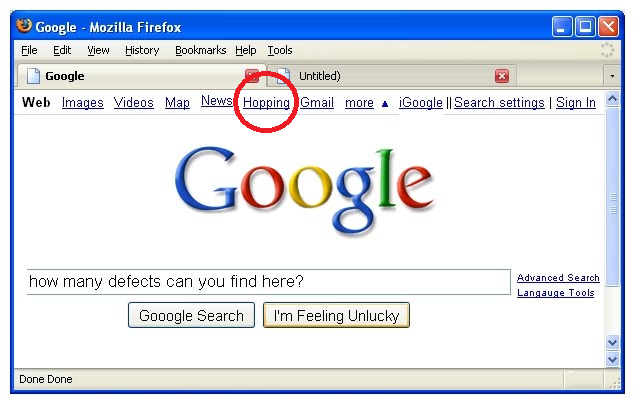 Google - Mozilla Firefox
File Edit View History Bookmarks Help Tools
Google Untitled)
Web Images Videos Map News Hopping Gmail more ▲ iGoogle || Search settings | Sign In
Google
how many defects can you find here?
Advanced Search
Langauge Tools
Gooogle Search I'm Feeling Unlucky
Done Done